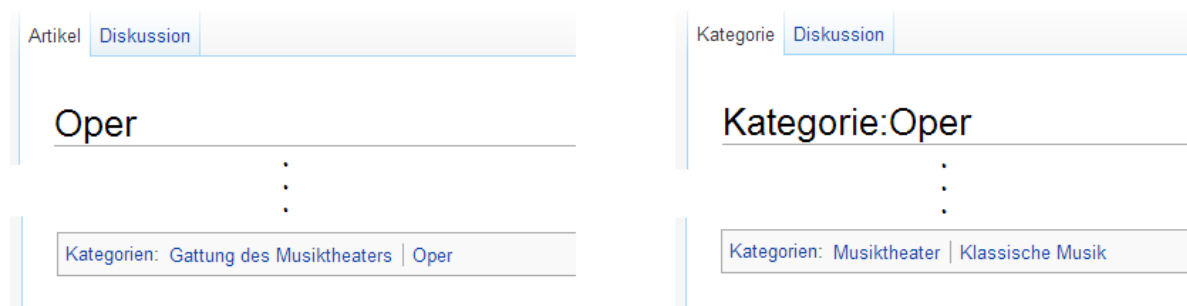 Artikel Diskussion
Oper
Kategorien: Gattung des Musiktheaters | Oper
Kategorie Diskussion
Kategorie:Oper
Kategorien: Musiktheater | Klassische Musik